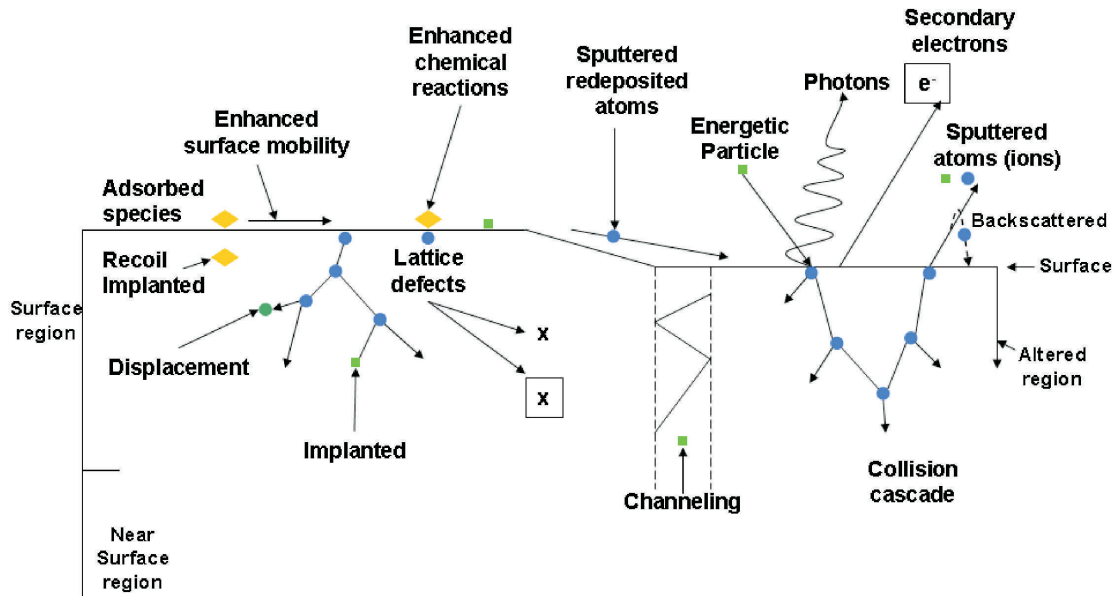 Enhanced
chemical
reactions
Sputtered
redeposited
atoms
Secondary
electrons
e-
Photons
Enhanced
surface mobility
Energetic
Particle
Sputtered
atoms (ions)
Adsorbed
species
Backscattered
Recoil
Implanted
Lattice
defects
Surface
Surface
region
x
Displacement
Altered
region
x
Implanted
Collision
cascade
Channeling
Near
Surface
region